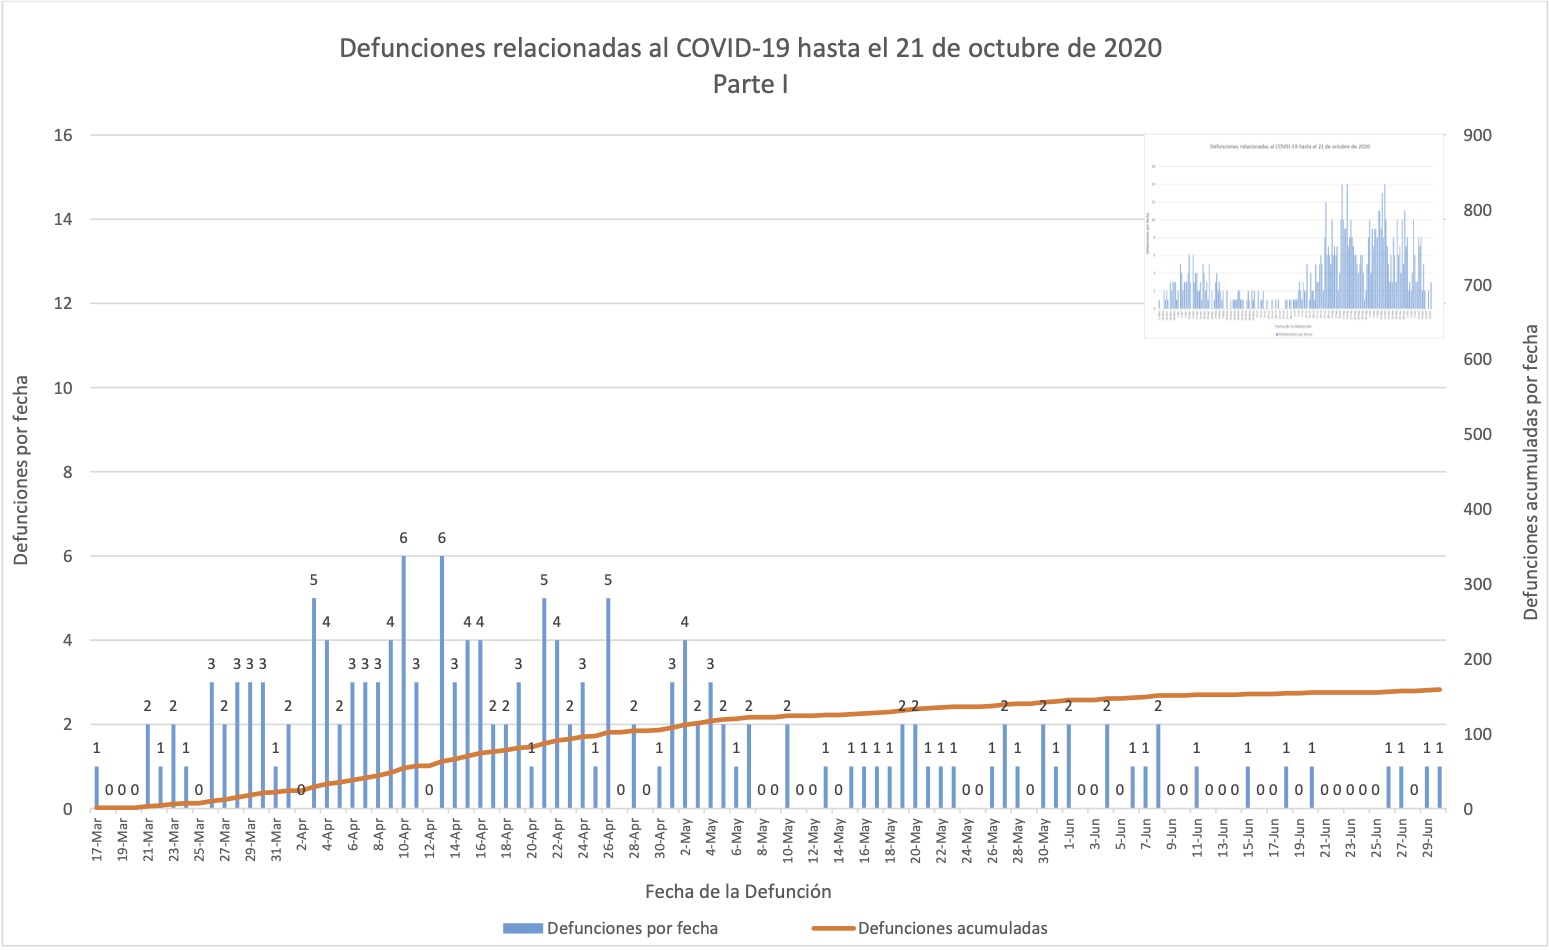 Defunciones relacionadas al COVID-19 hasta el 21 de octubre de 2020
Parte I
Defunciones por fecha
16
14
12
10
8
6
4
2
0
1 0 0 0 2 1 2 1 0 3 2 3 3 3 1 2 0 5 4 2 3 3 3 4 6 3 0 6 3 4 4 2 2 3 1 5 4 2 3 1 5 0 2 0 1 3 4 2 3 2 1 2 0 0 2 0 0 1 0 1 1 1 1 2 2 1 1 1 0 0 1 2 1 0 2 1 2 0 0 2 0 1 1 2 0 0 1 0 0 0 1 0 0 1 0 1 0 0 0 0 0 1 1 0 1 1
17-Mar 19-Mar 21-Mar 23-Mar 25-Mar 27-Mar 29-Mar 31-Mar 2-Apr 4-Apr 6-Apr 8-Apr 10-Apr 12-Apr 14-Apr 16-Apr 18-Apr 20-Apr 22-Apr 24-Apr 26-Apr 28-Apr 30-Apr 2-May 4-May 6-May 8-May 10-May 12-May 14-May 16-May 18-May 20-May 22-May 24-May 26-May 28-May 30-May 1-Jun 3-Jun 5-Jun 7-Jun 9-Jun 11-Jun 13-Jun 15-Jun 17-Jun 19-Jun 21-Jun 23-Jun 25-Jun 27-Jun 29-Jun
Fecha de la Defunción
900
800
700
600
500
400
300
200
100
0
Defunciones acumuladas por fecha
Defunciones por fecha
Defunciones acumuladas
Defunciones relacionadas al COVID-19 hasta el 21 de octubre de 2020
Defunciones por fecha
Fecha de la Defunción
Defunciones por fecha